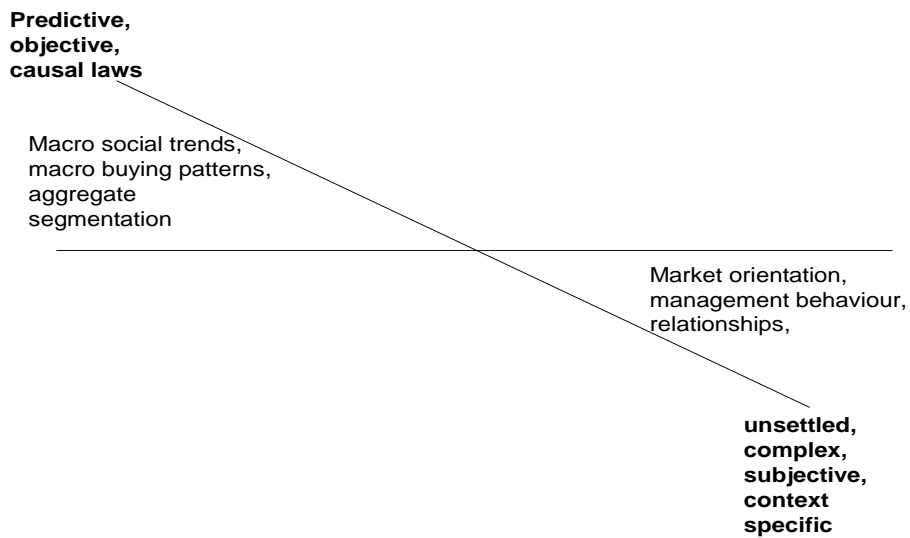 Predictive,
objective,
causal laws
Macro social trends,
macro buying patterns,
aggregate
segmentation
Market orientation,
management behaviour,
relationships,
unsettled,
complex,
subjective,
context
specific